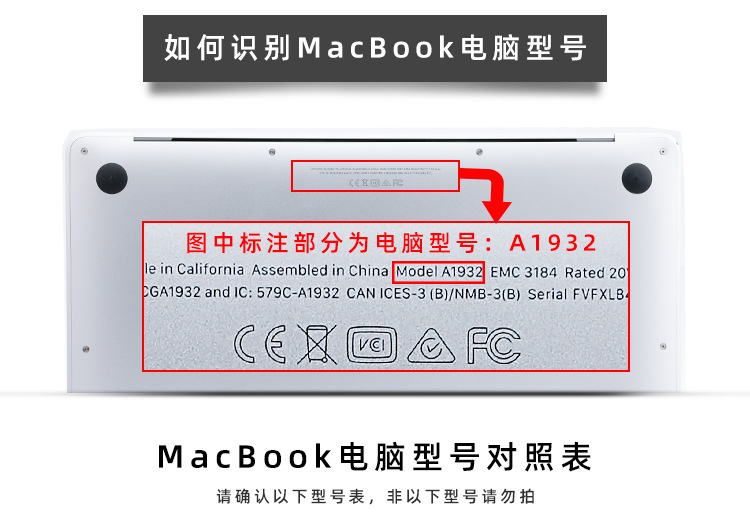 如何识别MacBook电脑型号
图中标注部分为电脑型号：A1932
le in California Assembled in China Model A1932 EMC 3184 Rated 20
CGA1932 and IC: 579C-A1932 CAN ICES-3 (B)/NMB-3(B) Serial FVFXLB
CE VCI FC
MacBook电脑型号对照表
请确认以下型号表，非以下型号请勿拍